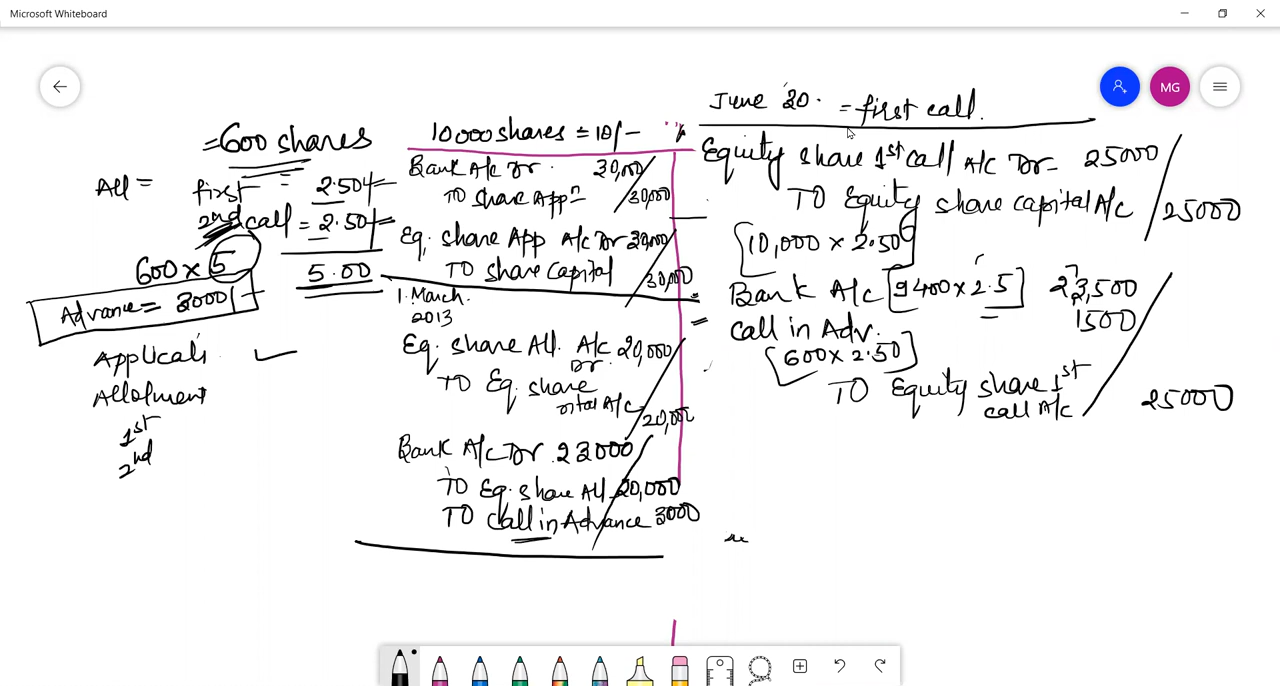 Microsoft Whiteboard
MG
=600 shares
All = first = 2.50/-
2nd call = 2.50/-
5.00
600 x 5
Advance = 3000/-
Allotment
1st
2nd
10000 shares = 10/-
Bank A/c Dr. 30,000
TO Share Appn 30,000
Eq. share App A/c Dr 30,000
TO share Capital 30,000
1. March.
2013
Eq. share All. A/c 20,000
Dr.
TO Eq. share
A/c 20,000
Bank A/c Dr. 23000
TO Eq. share All 20,000
TO Call in Advance 3000
June '20. = first call.
Equity share 1st call A/c Dr 25000
TO Equity share capital A/c 25000
[10,000 x 2.50]
Bank A/c [9400 x 2.5] 23,500
call in Adv. 1500
[600 x 2.50]
TO Equity share 1st
call A/c 25000